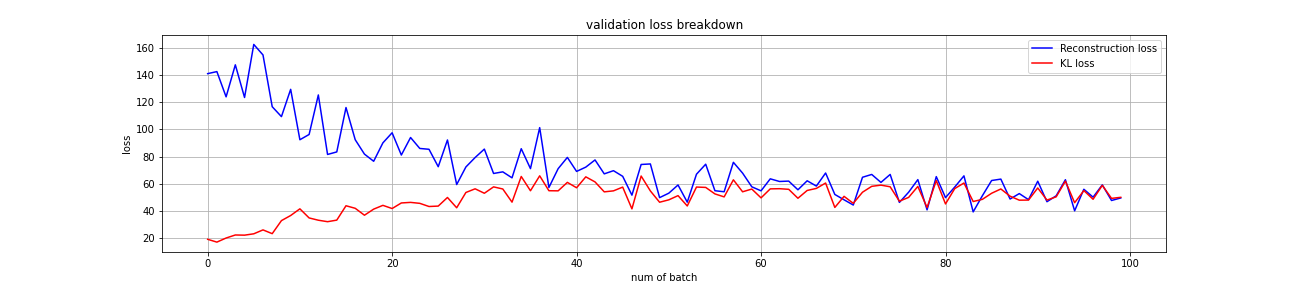 validation loss breakdown
loss
160
140
120
100
80
60
40
20
Reconstruction loss
KL loss
0
20
40
60
80
100
num of batch